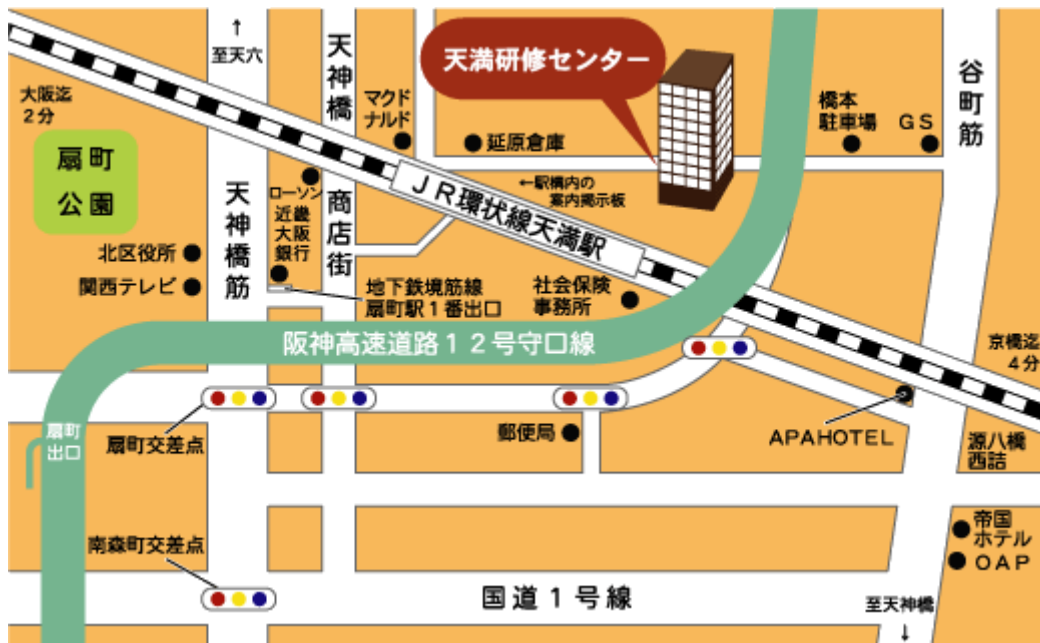 ↑
至天六
天神橋
商店街
マクド
ナルド
天満研修センター
大阪迄
2分
扇町
公園
延原倉庫
橋本
駐車場
GS
谷町筋
JR環状線天満駅
←駅構内の
案内掲示板
天神橋筋
ローソン
近畿
大阪
銀行
北区役所
関西テレビ
地下鉄境筋線
扇町駅1番出口
社会保険
事務所
阪神高速道路12号守口線
京橋迄
4分
扇町
出口
扇町交差点
郵便局
APAHOTEL
源八橋
西詰
南森町交差点
帝国
ホテル
OAP
国道1号線
至天神橋
↓